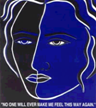 "NO ONE WILL EVER MAKE ME FEEL THIS WAY AGAIN."